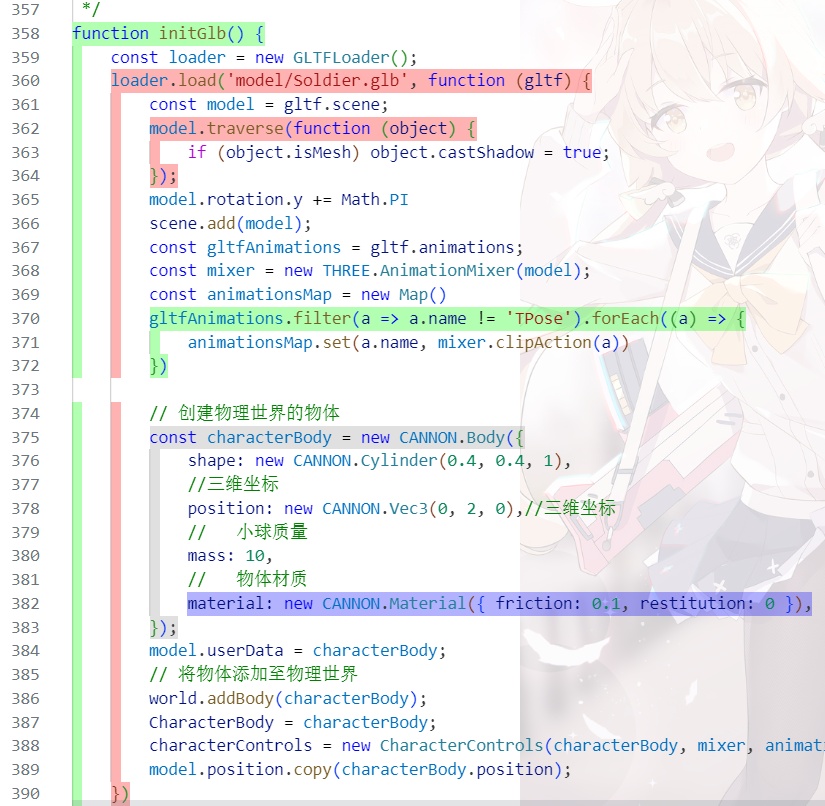 357 */
358 function initGlb() {
359 const loader = new GLTFLoader();
360 loader.load('model/Soldier.glb', function (gltf) {
361 const model = gltf.scene;
362 model.traverse(function (object) {
363 if (object.isMesh) object.castShadow = true;
364 });
365 model.rotation.y += Math.PI
366 scene.add(model);
367 const gltfAnimations = gltf.animations;
368 const mixer = new THREE.AnimationMixer(model);
369 const animationsMap = new Map()
370 gltfAnimations.filter(a => a.name != 'TPose').forEach((a) => {
371 animationsMap.set(a.name, mixer.clipAction(a))
372 })
373
374 // 创建物理世界的物体
375 const characterBody = new CANNON.Body({
376 shape: new CANNON.Cylinder(0.4, 0.4, 1),
377 //三维坐标
378 position: new CANNON.Vec3(0, 2, 0),//三维坐标
379 // 小球质量
380 mass: 10,
381 // 物体材质
382 material: new CANNON.Material({ friction: 0.1, restitution: 0 }),
383 });
384 model.userData = characterBody;
385 // 将物体添加至物理世界
386 world.addBody(characterBody);
387 CharacterBody = characterBody;
388 characterControls = new CharacterControls(characterBody, mixer, animati
389 model.position.copy(characterBody.position);
390 })